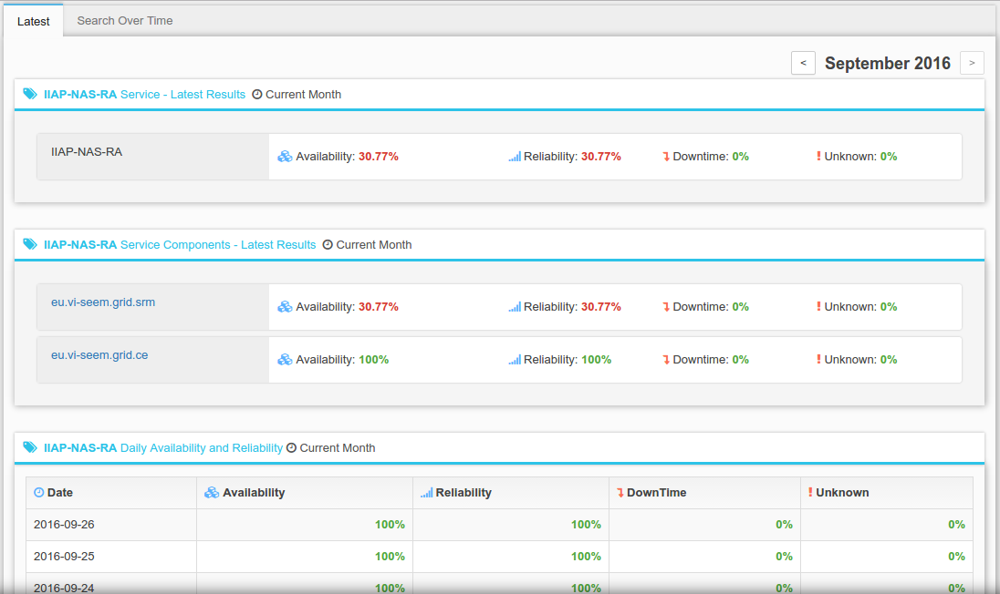 Latest Search Over Time
< September 2016 >
IIAP-NAS-RA Service - Latest Results Current Month
IIAP-NAS-RA Availability: 30.77% Reliability: 30.77% Downtime: 0% Unknown: 0%
IIAP-NAS-RA Service Components - Latest Results Current Month
eu.vi-seem.grid.srm Availability: 30.77% Reliability: 30.77% Downtime: 0% Unknown: 0%
eu.vi-seem.grid.ce Availability: 100% Reliability: 100% Downtime: 0% Unknown: 0%
IIAP-NAS-RA Daily Availability and Reliability Current Month
Date Availability Reliability DownTime Unknown
2016-09-26 100% 100% 0% 0%
2016-09-25 100% 100% 0% 0%
2016-09-24 100% 100% 0% 0%